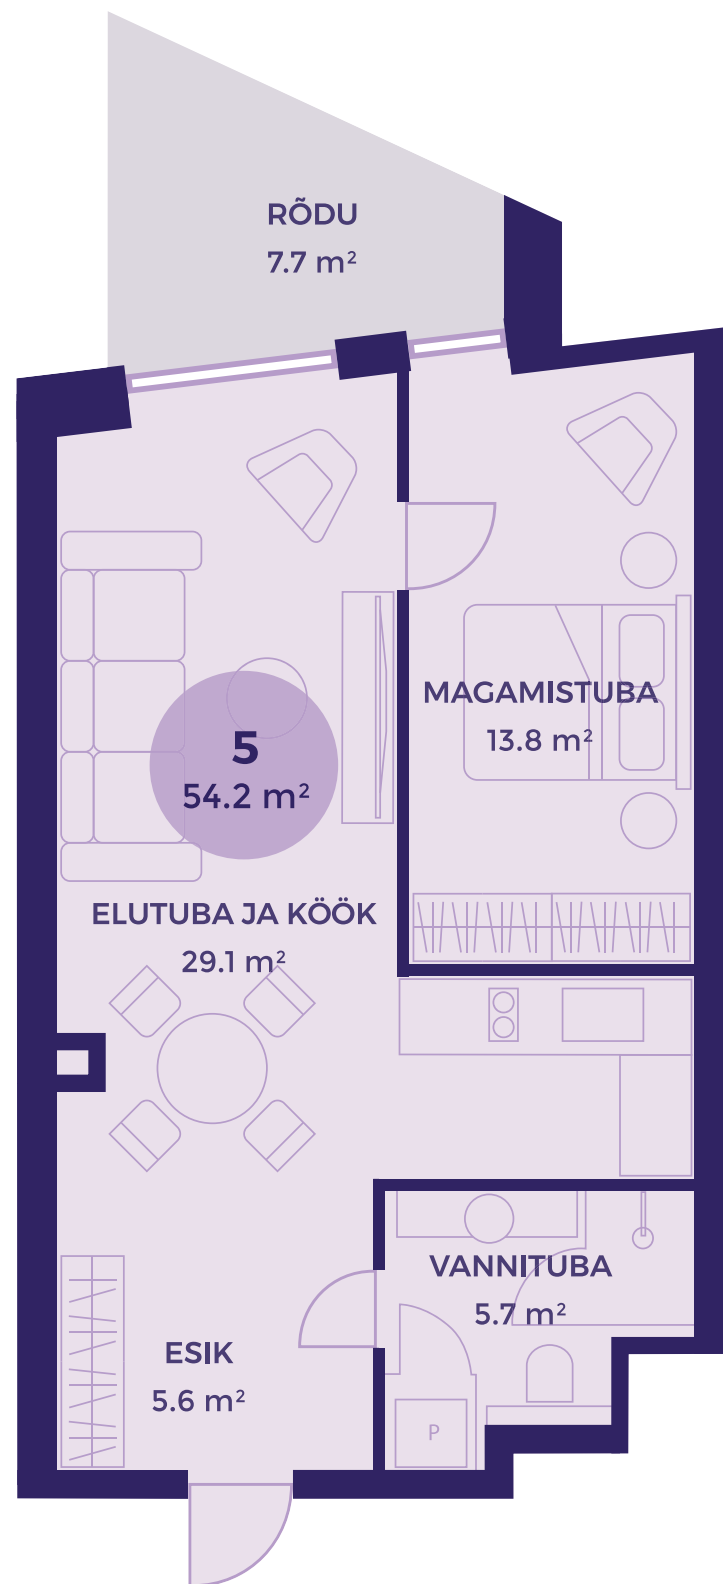 RÕDU
7.7 m²
MAGAMISTUBA
13.8 m²
5
54.2 m²
ELUTUBA JA KÖÖK
29.1 m²
VANNITUBA
5.7 m²
ESIK
5.6 m²
P